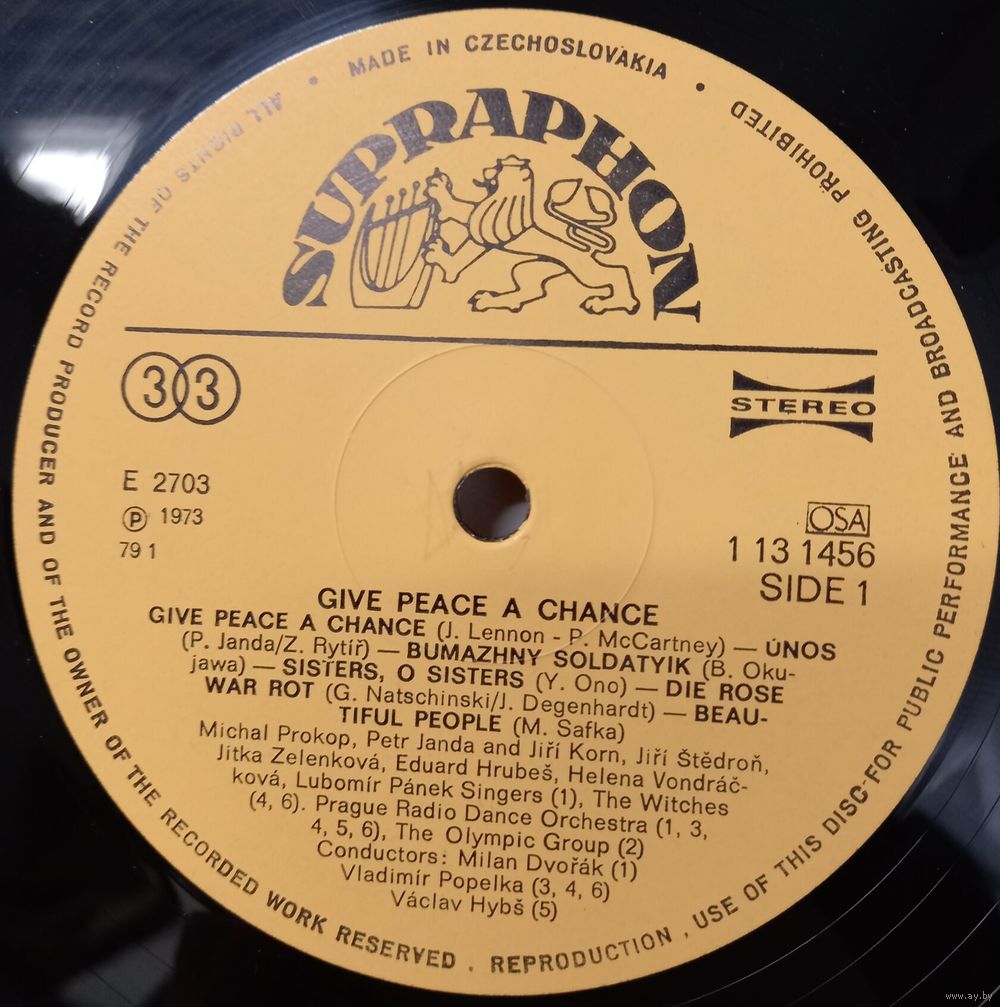 MADE IN CZECHOSLOVAKIA
ALL RIGHTS OF THE RECORD PRODUCER AND OF THE OWNER OF THE RECORDED WORK RESERVED . REPRODUCTION , USE OF THIS DISC FOR PUBLIC PERFORMANCE AND BROADCASTING PROHIBITED
SUPRAPHON
33
STEREO
E 2703
Ⓟ 1973
79 1
OSA
1 13 1456
SIDE 1
GIVE PEACE A CHANCE
GIVE PEACE A CHANCE (J. Lennon - P. McCartney) — ÚNOS
(P. Janda/Z. Rytíř) — BUMAZHNY SOLDATYIK (B. Oku-
jawa) — SISTERS, O SISTERS (Y. Ono) — DIE ROSE
WAR ROT (G. Natschinski/J. Degenhardt) — BEAU-
TIFUL PEOPLE (M. Safka)
Michal Prokop, Petr Janda and Jiří Korn, Jiří Štědroň,
Jitka Zelenková, Eduard Hrubeš, Helena Vondráč-
ková, Lubomír Pánek Singers (1), The Witches
(4, 6). Prague Radio Dance Orchestra (1, 3,
4, 5, 6), The Olympic Group (2)
Conductors: Milan Dvořák (1)
Vladimír Popelka (3, 4, 6)
Václav Hybš (5)
www.ay.by